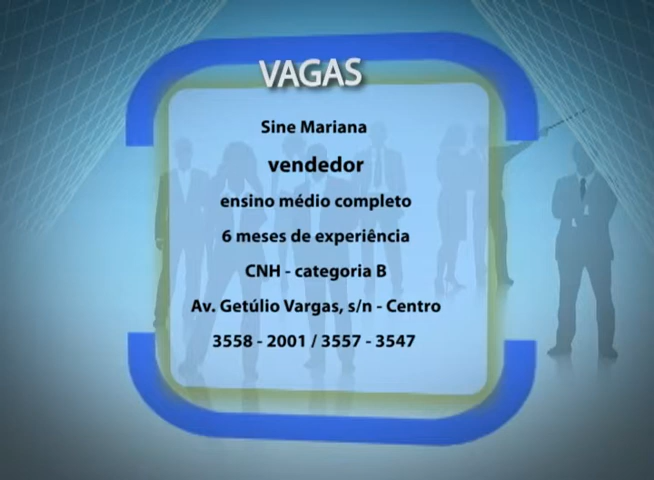 VAGAS
Sine Mariana
vendedor
ensino médio completo
6 meses de experiência
CNH - categoria B
Av. Getúlio Vargas, s/n - Centro
3558 - 2001 / 3557 - 3547